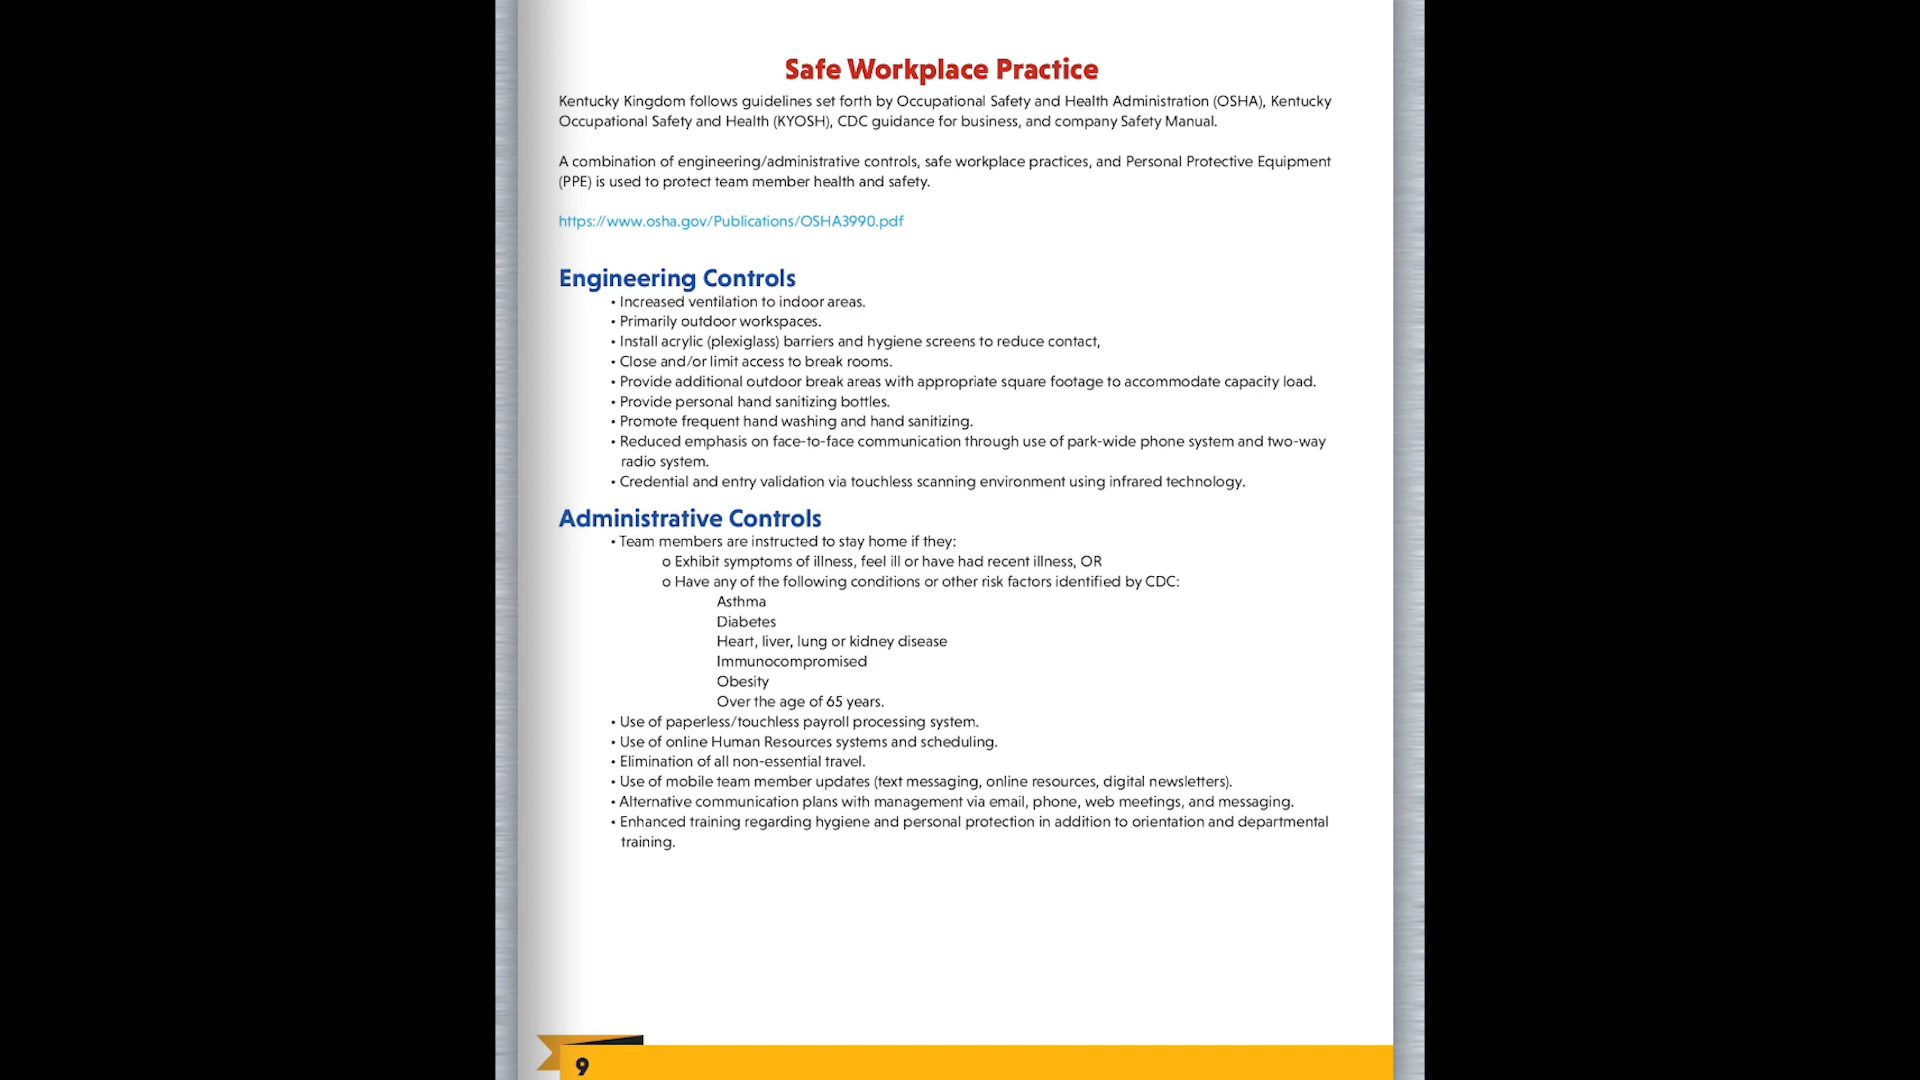 Safe Workplace Practice
Kentucky Kingdom follows guidelines set forth by Occupational Safety and Health Administration (OSHA), Kentucky
Occupational Safety and Health (KYOSH), CDC guidance for business, and company Safety Manual.
A combination of engineering/administrative controls, safe workplace practices, and Personal Protective Equipment
(PPE) is used to protect team member health and safety.
https://www.osha.gov/Publications/OSHA3990.pdf
Engineering Controls
• Increased ventilation to indoor areas.
• Primarily outdoor workspaces.
• Install acrylic (plexiglass) barriers and hygiene screens to reduce contact,
• Close and/or limit access to break rooms.
• Provide additional outdoor break areas with appropriate square footage to accommodate capacity load.
• Provide personal hand sanitizing bottles.
• Promote frequent hand washing and hand sanitizing.
• Reduced emphasis on face-to-face communication through use of park-wide phone system and two-way
radio system.
• Credential and entry validation via touchless scanning environment using infrared technology.
Administrative Controls
• Team members are instructed to stay home if they:
o Exhibit symptoms of illness, feel ill or have had recent illness, OR
o Have any of the following conditions or other risk factors identified by CDC:
Asthma
Diabetes
Heart, liver, lung or kidney disease
Immunocompromised
Obesity
Over the age of 65 years.
• Use of paperless/touchless payroll processing system.
• Use of online Human Resources systems and scheduling.
• Elimination of all non-essential travel.
• Use of mobile team member updates (text messaging, online resources, digital newsletters).
• Alternative communication plans with management via email, phone, web meetings, and messaging.
• Enhanced training regarding hygiene and personal protection in addition to orientation and departmental
training.
9